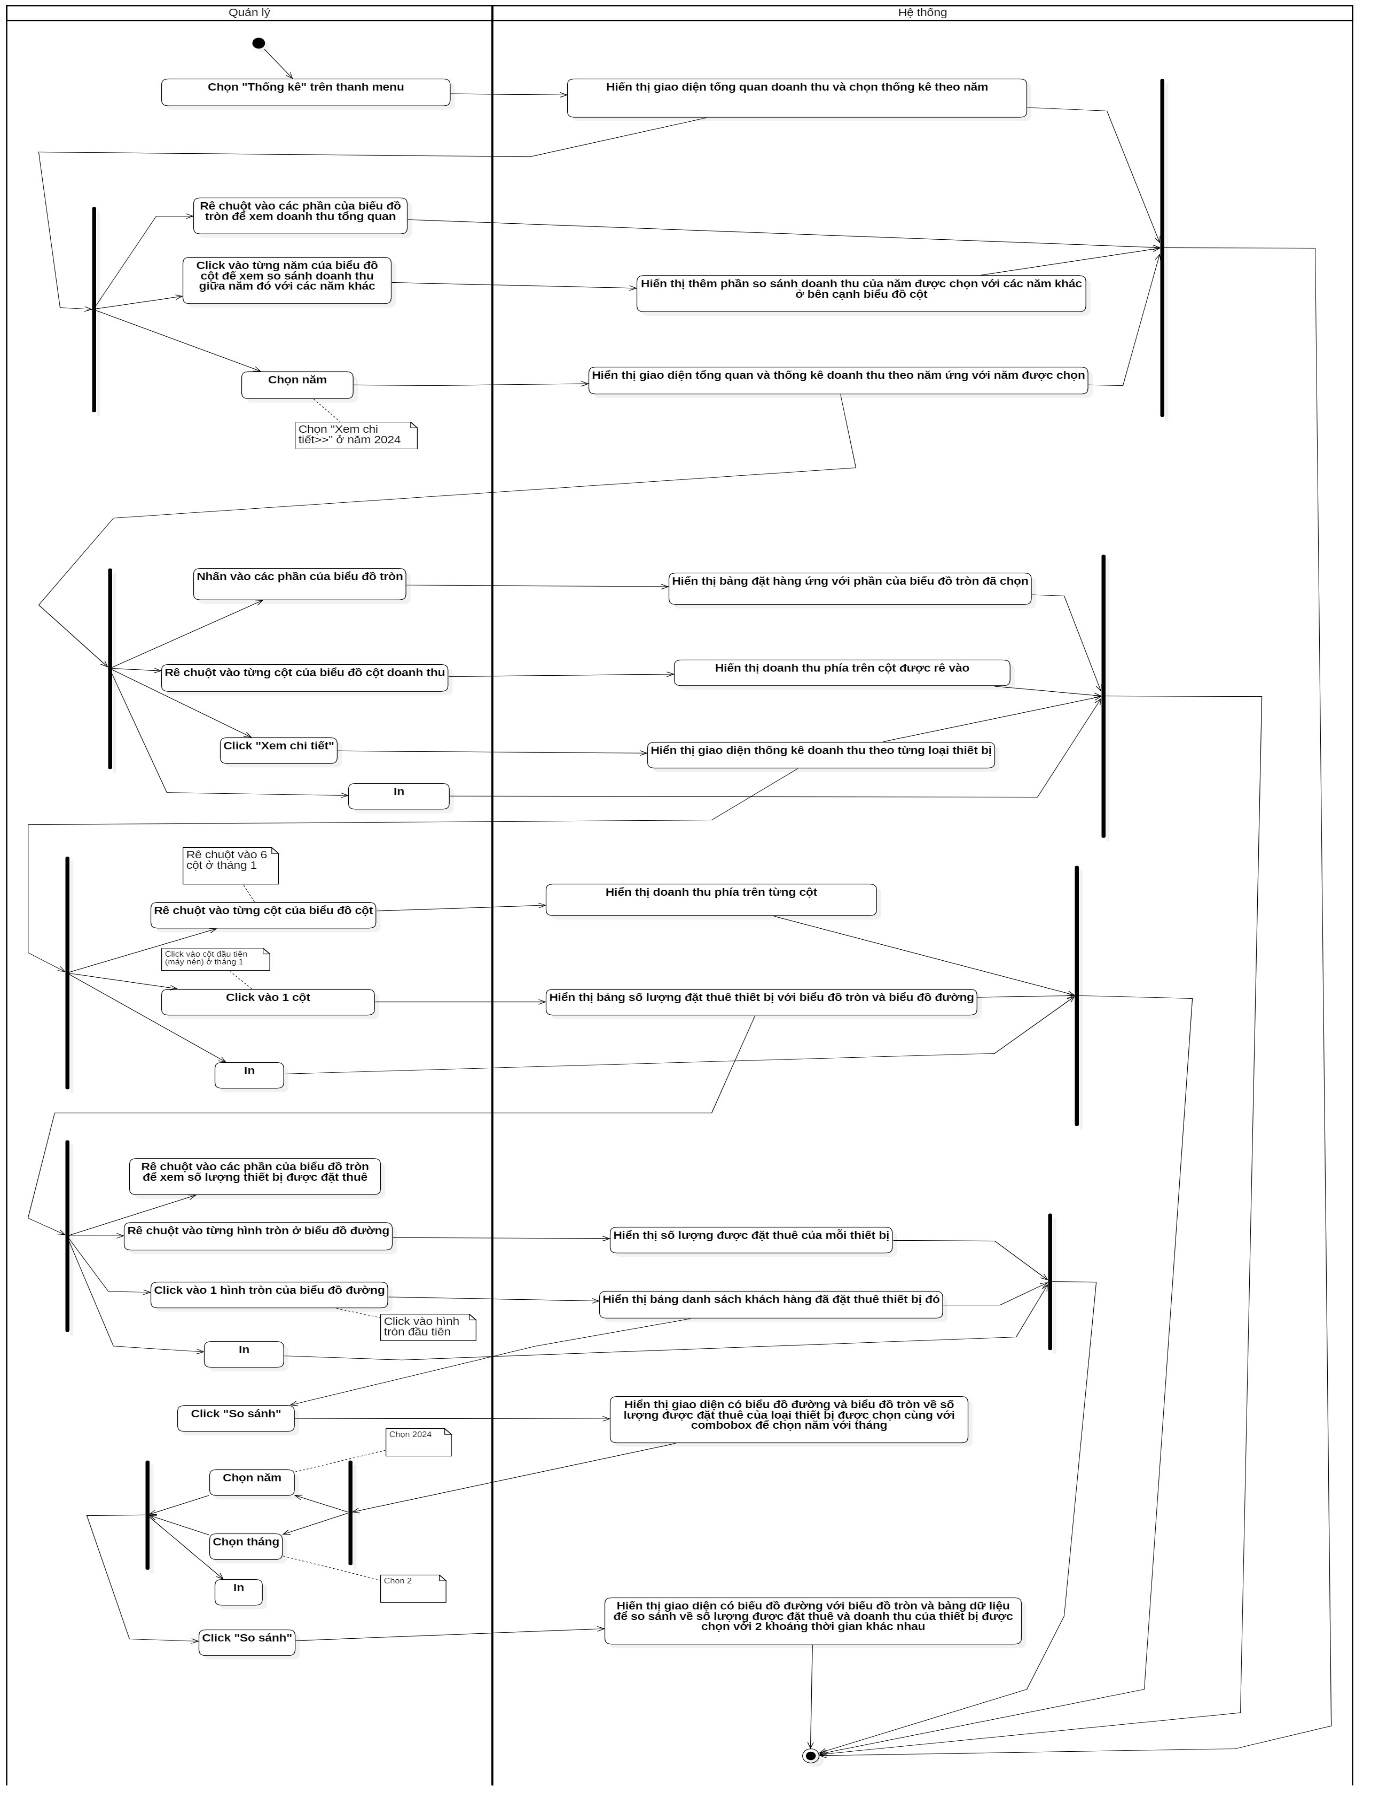 Quản lý
Hệ thống
Chọn "Thống kê" trên thanh menu
Hiển thị giao diện tổng quan doanh thu và chọn thống kê theo năm
Rê chuột vào các phần của biểu đồ
tròn để xem doanh thu tổng quan
Click vào từng năm của biểu đồ
cột để xem so sánh doanh thu
giữa năm đó với các năm khác
Hiển thị thêm phần so sánh doanh thu của năm được chọn với các năm khác
ở bên cạnh biểu đồ cột
Chọn năm
Hiển thị giao diện tổng quan và thống kê doanh thu theo năm ứng với năm được chọn
Chọn "Xem chi
tiết>>" ở năm 2024
Nhấn vào các phần của biểu đồ tròn
Hiển thị bảng đặt hàng ứng với phần của biểu đồ tròn đã chọn
Rê chuột vào từng cột của biểu đồ cột doanh thu
Hiển thị doanh thu phía trên cột được rê vào
Click "Xem chi tiết"
Hiển thị giao diện thống kê doanh thu theo từng loại thiết bị
In
Rê chuột vào 6
cột ở tháng 1
Rê chuột vào từng cột của biểu đồ cột
Hiển thị doanh thu phía trên từng cột
Click vào cột đầu tiên
(máy nén) ở tháng 1
Click vào 1 cột
Hiển thị bảng số lượng đặt thuê thiết bị với biểu đồ tròn và biểu đồ đường
In
Rê chuột vào các phần của biểu đồ tròn
để xem số lượng thiết bị được đặt thuê
Rê chuột vào từng hình tròn ở biểu đồ đường
Hiển thị số lượng được đặt thuê của mỗi thiết bị
Click vào 1 hình tròn của biểu đồ đường
Hiển thị bảng danh sách khách hàng đã đặt thuê thiết bị đó
Click vào hình
tròn đầu tiên
In
Click "So sánh"
Hiển thị giao diện có biểu đồ đường và biểu đồ tròn về số
lượng được đặt thuê của loại thiết bị được chọn cùng với
combobox để chọn năm với tháng
Chọn 2024
Chọn năm
Chọn tháng
Chọn 2
In
Click "So sánh"
Hiển thị giao diện có biểu đồ đường với biểu đồ tròn và bảng dữ liệu
để so sánh về số lượng được đặt thuê và doanh thu của thiết bị được
chọn với 2 khoảng thời gian khác nhau